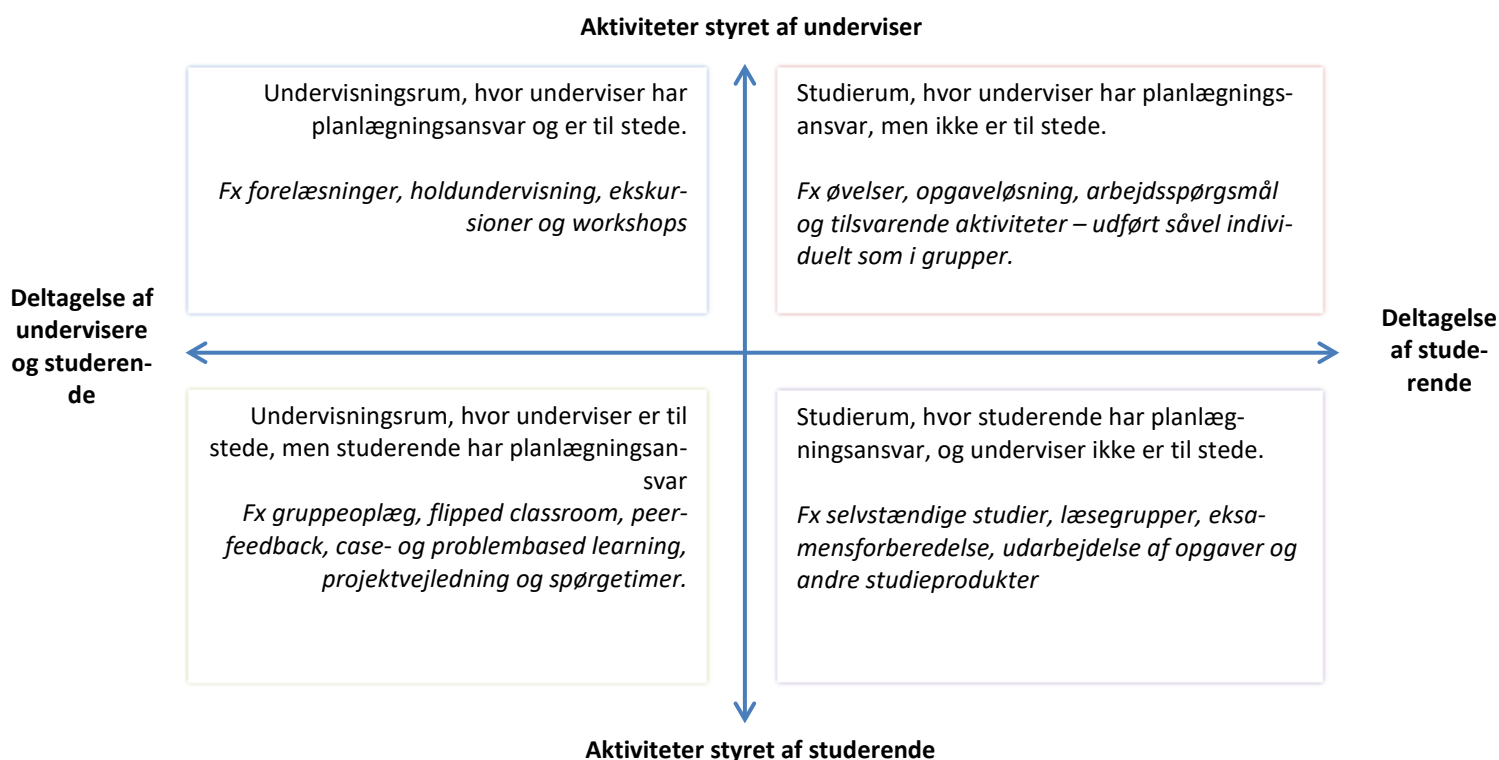 Aktiviteter styret af underviser
Undervisningsrum, hvor underviser har
planlægningsansvar og er til stede.
Fx forelæsninger, holdundervisning, ekskur-
sioner og workshops
Studierum, hvor underviser har planlægnings-
ansvar, men ikke er til stede.
Fx øvelser, opgaveløsning, arbejdsspørgsmål
og tilsvarende aktiviteter – udført såvel indivi-
duelt som i grupper.
Deltagelse af
undervisere
og studeren-
de
Deltagelse
af stude-
rende
Undervisningsrum, hvor underviser er til
stede, men studerende har planlægningsan-
svar
Fx gruppeoplæg, flipped classroom, peer-
feedback, case- og problembased learning,
projektvejledning og spørgetimer.
Studierum, hvor studerende har planlæg-
ningsansvar, og underviser ikke er til stede.
Fx selvstændige studier, læsegrupper, eksa-
mensforberedelse, udarbejdelse af opgaver og
andre studieprodukter
Aktiviteter styret af studerende